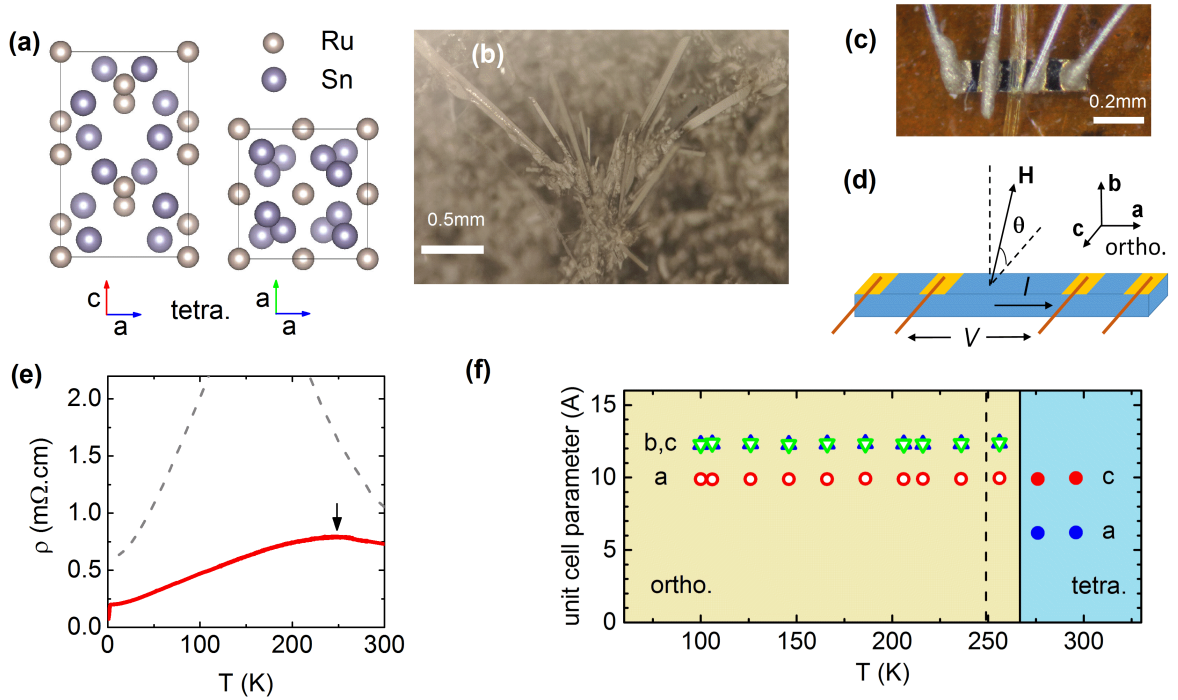 (a)
Ru
Sn
c
a
tetra.
a
a
(b)
0.5mm
(c)
0.2mm
(d)
H
θ
b
a
c
ortho.
I
V
(e)
2.0
1.5
1.0
0.5
0.0
ρ (mΩ.cm)
0
100
200
300
T (K)
(f)
15
10
5
0
unit cell parameter (A)
b,c
a
c
a
ortho.
tetra.
100
150
200
250
300
T (K)